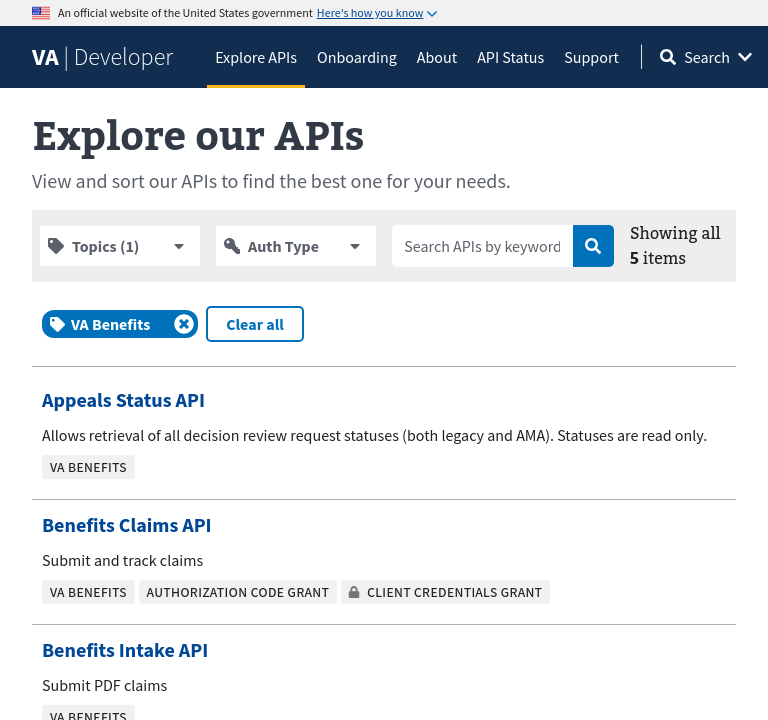 An official website of the United States government Here's how you know
VA | Developer Explore APIs Onboarding About API Status Support Search
Explore our APIs
View and sort our APIs to find the best one for your needs.
Topics (1) Auth Type Search APIs by keyword Showing all
5 items
VA Benefits Clear all
Appeals Status API
Allows retrieval of all decision review request statuses (both legacy and AMA). Statuses are read only.
VA BENEFITS
Benefits Claims API
Submit and track claims
VA BENEFITS AUTHORIZATION CODE GRANT CLIENT CREDENTIALS GRANT
Benefits Intake API
Submit PDF claims
VA BENEFITS